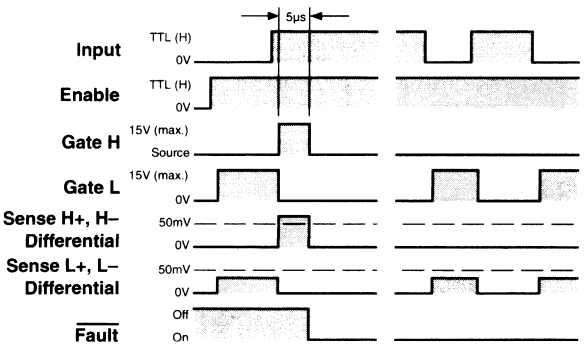 5µs
Input TTL (H)
0V
Enable TTL (H)
0V
Gate H 15V (max.)
Source
Gate L 15V (max.)
0V
Sense H+, H– 50mV
Differential 0V
Sense L+, L– 50mV
Differential 0V
Off
Fault On